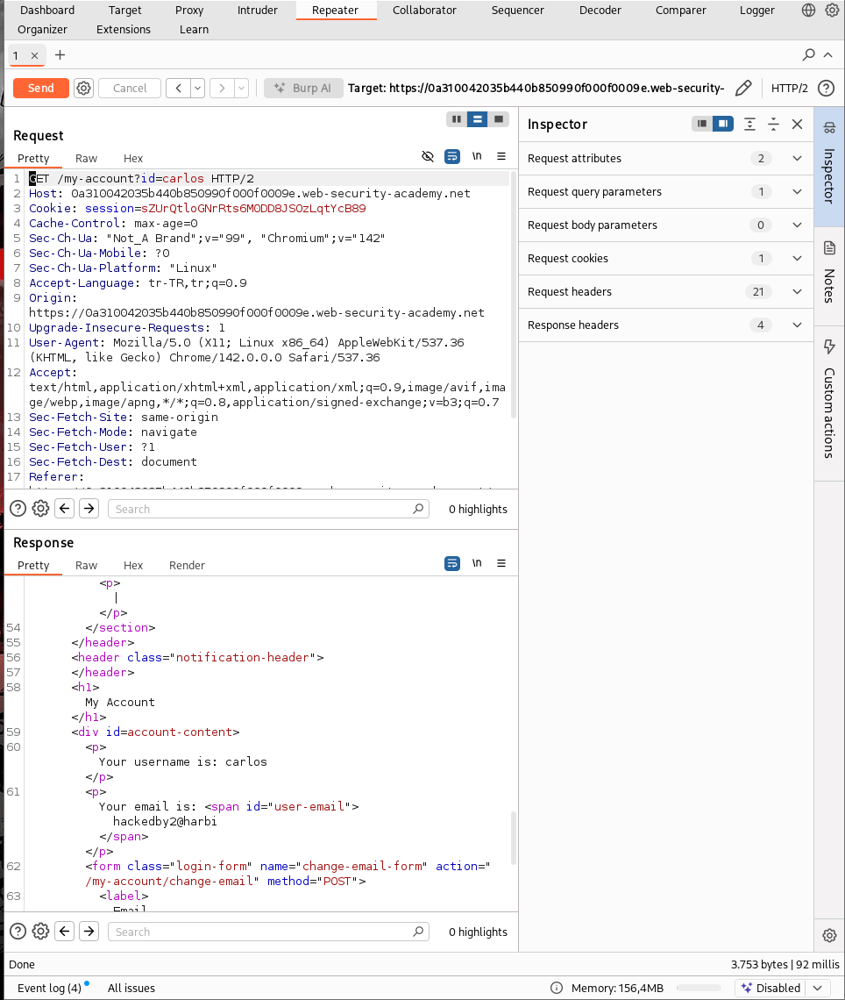 Dashboard Target Proxy Intruder Repeater Collaborator Sequencer Decoder Comparer Logger
Organizer Extensions Learn
1 × +
Send Cancel Burp AI Target: https://0a310042035b440b850990f000f0009e.web-security- HTTP/2
Request
Pretty Raw Hex \n
1 GET /my-account?id=carlos HTTP/2
2 Host: 0a310042035b440b850990f000f0009e.web-security-academy.net
3 Cookie: session=sZUrQtloGNrRts6MODD8JSOzLqtYcB89
4 Cache-Control: max-age=0
5 Sec-Ch-Ua: "Not_A Brand";v="99", "Chromium";v="142"
6 Sec-Ch-Ua-Mobile: ?0
7 Sec-Ch-Ua-Platform: "Linux"
8 Accept-Language: tr-TR,tr;q=0.9
9 Origin:
https://0a310042035b440b850990f000f0009e.web-security-academy.net
10 Upgrade-Insecure-Requests: 1
11 User-Agent: Mozilla/5.0 (X11; Linux x86_64) AppleWebKit/537.36
(KHTML, like Gecko) Chrome/142.0.0.0 Safari/537.36
12 Accept:
text/html,application/xhtml+xml,application/xml;q=0.9,image/avif,ima
ge/webp,image/apng,*/*;q=0.8,application/signed-exchange;v=b3;q=0.7
13 Sec-Fetch-Site: same-origin
14 Sec-Fetch-Mode: navigate
15 Sec-Fetch-User: ?1
16 Sec-Fetch-Dest: document
17 Referer:
Search 0 highlights
Response
Pretty Raw Hex Render \n
<p>
|
</p>
54 </section>
55 </header>
56 <header class="notification-header">
57 </header>
58 <h1>
My Account
</h1>
59 <div id=account-content>
60 <p>
Your username is: carlos
</p>
61 <p>
Your email is: <span id="user-email">
hackedby2@harbi
</span>
</p>
62 <form class="login-form" name="change-email-form" action="
/my-account/change-email" method="POST">
63 <label>
Email
Search 0 highlights
Inspector
Request attributes 2
Request query parameters 1
Request body parameters 0
Request cookies 1
Request headers 21
Response headers 4
Inspector
Notes
Custom actions
Done 3.753 bytes | 92 millis
Event log (4) All issues Memory: 156,4MB Disabled